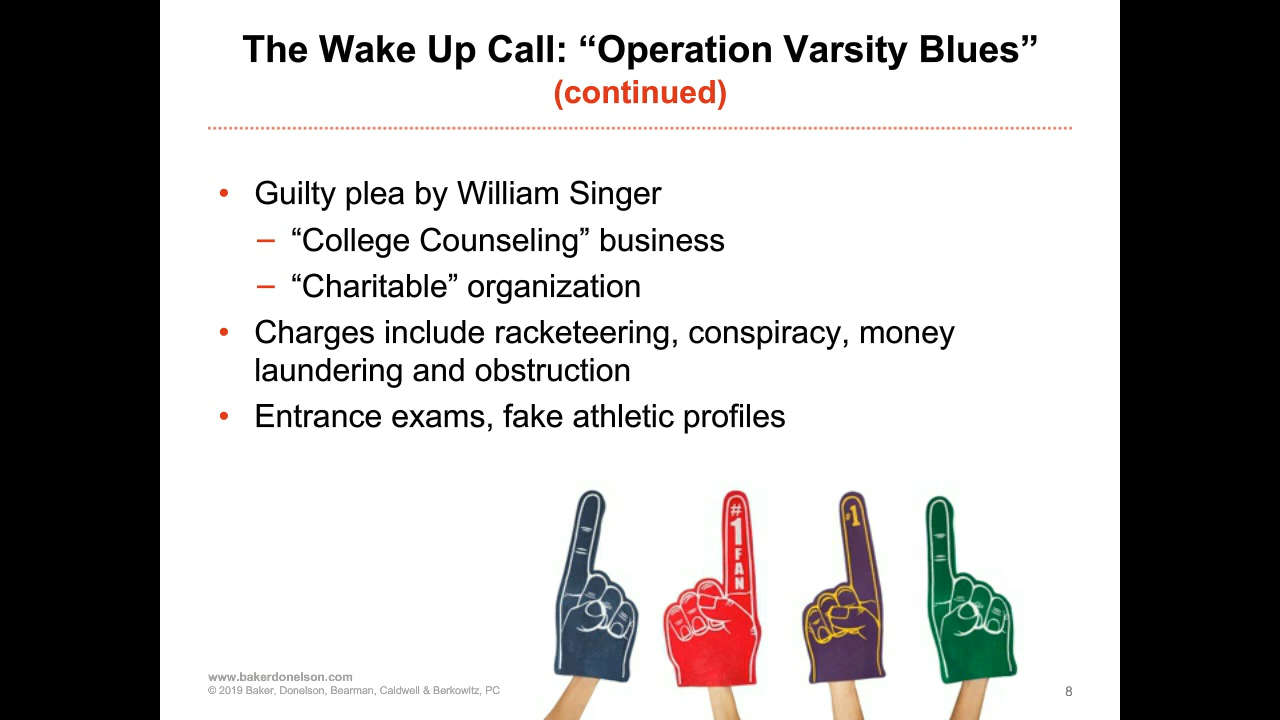 The Wake Up Call: “Operation Varsity Blues”
(continued)
• Guilty plea by William Singer
– “College Counseling” business
– “Charitable” organization
• Charges include racketeering, conspiracy, money
laundering and obstruction
• Entrance exams, fake athletic profiles
#1 FAN
#1
www.bakerdonelson.com
© 2019 Baker, Donelson, Bearman, Caldwell & Berkowitz, PC
8